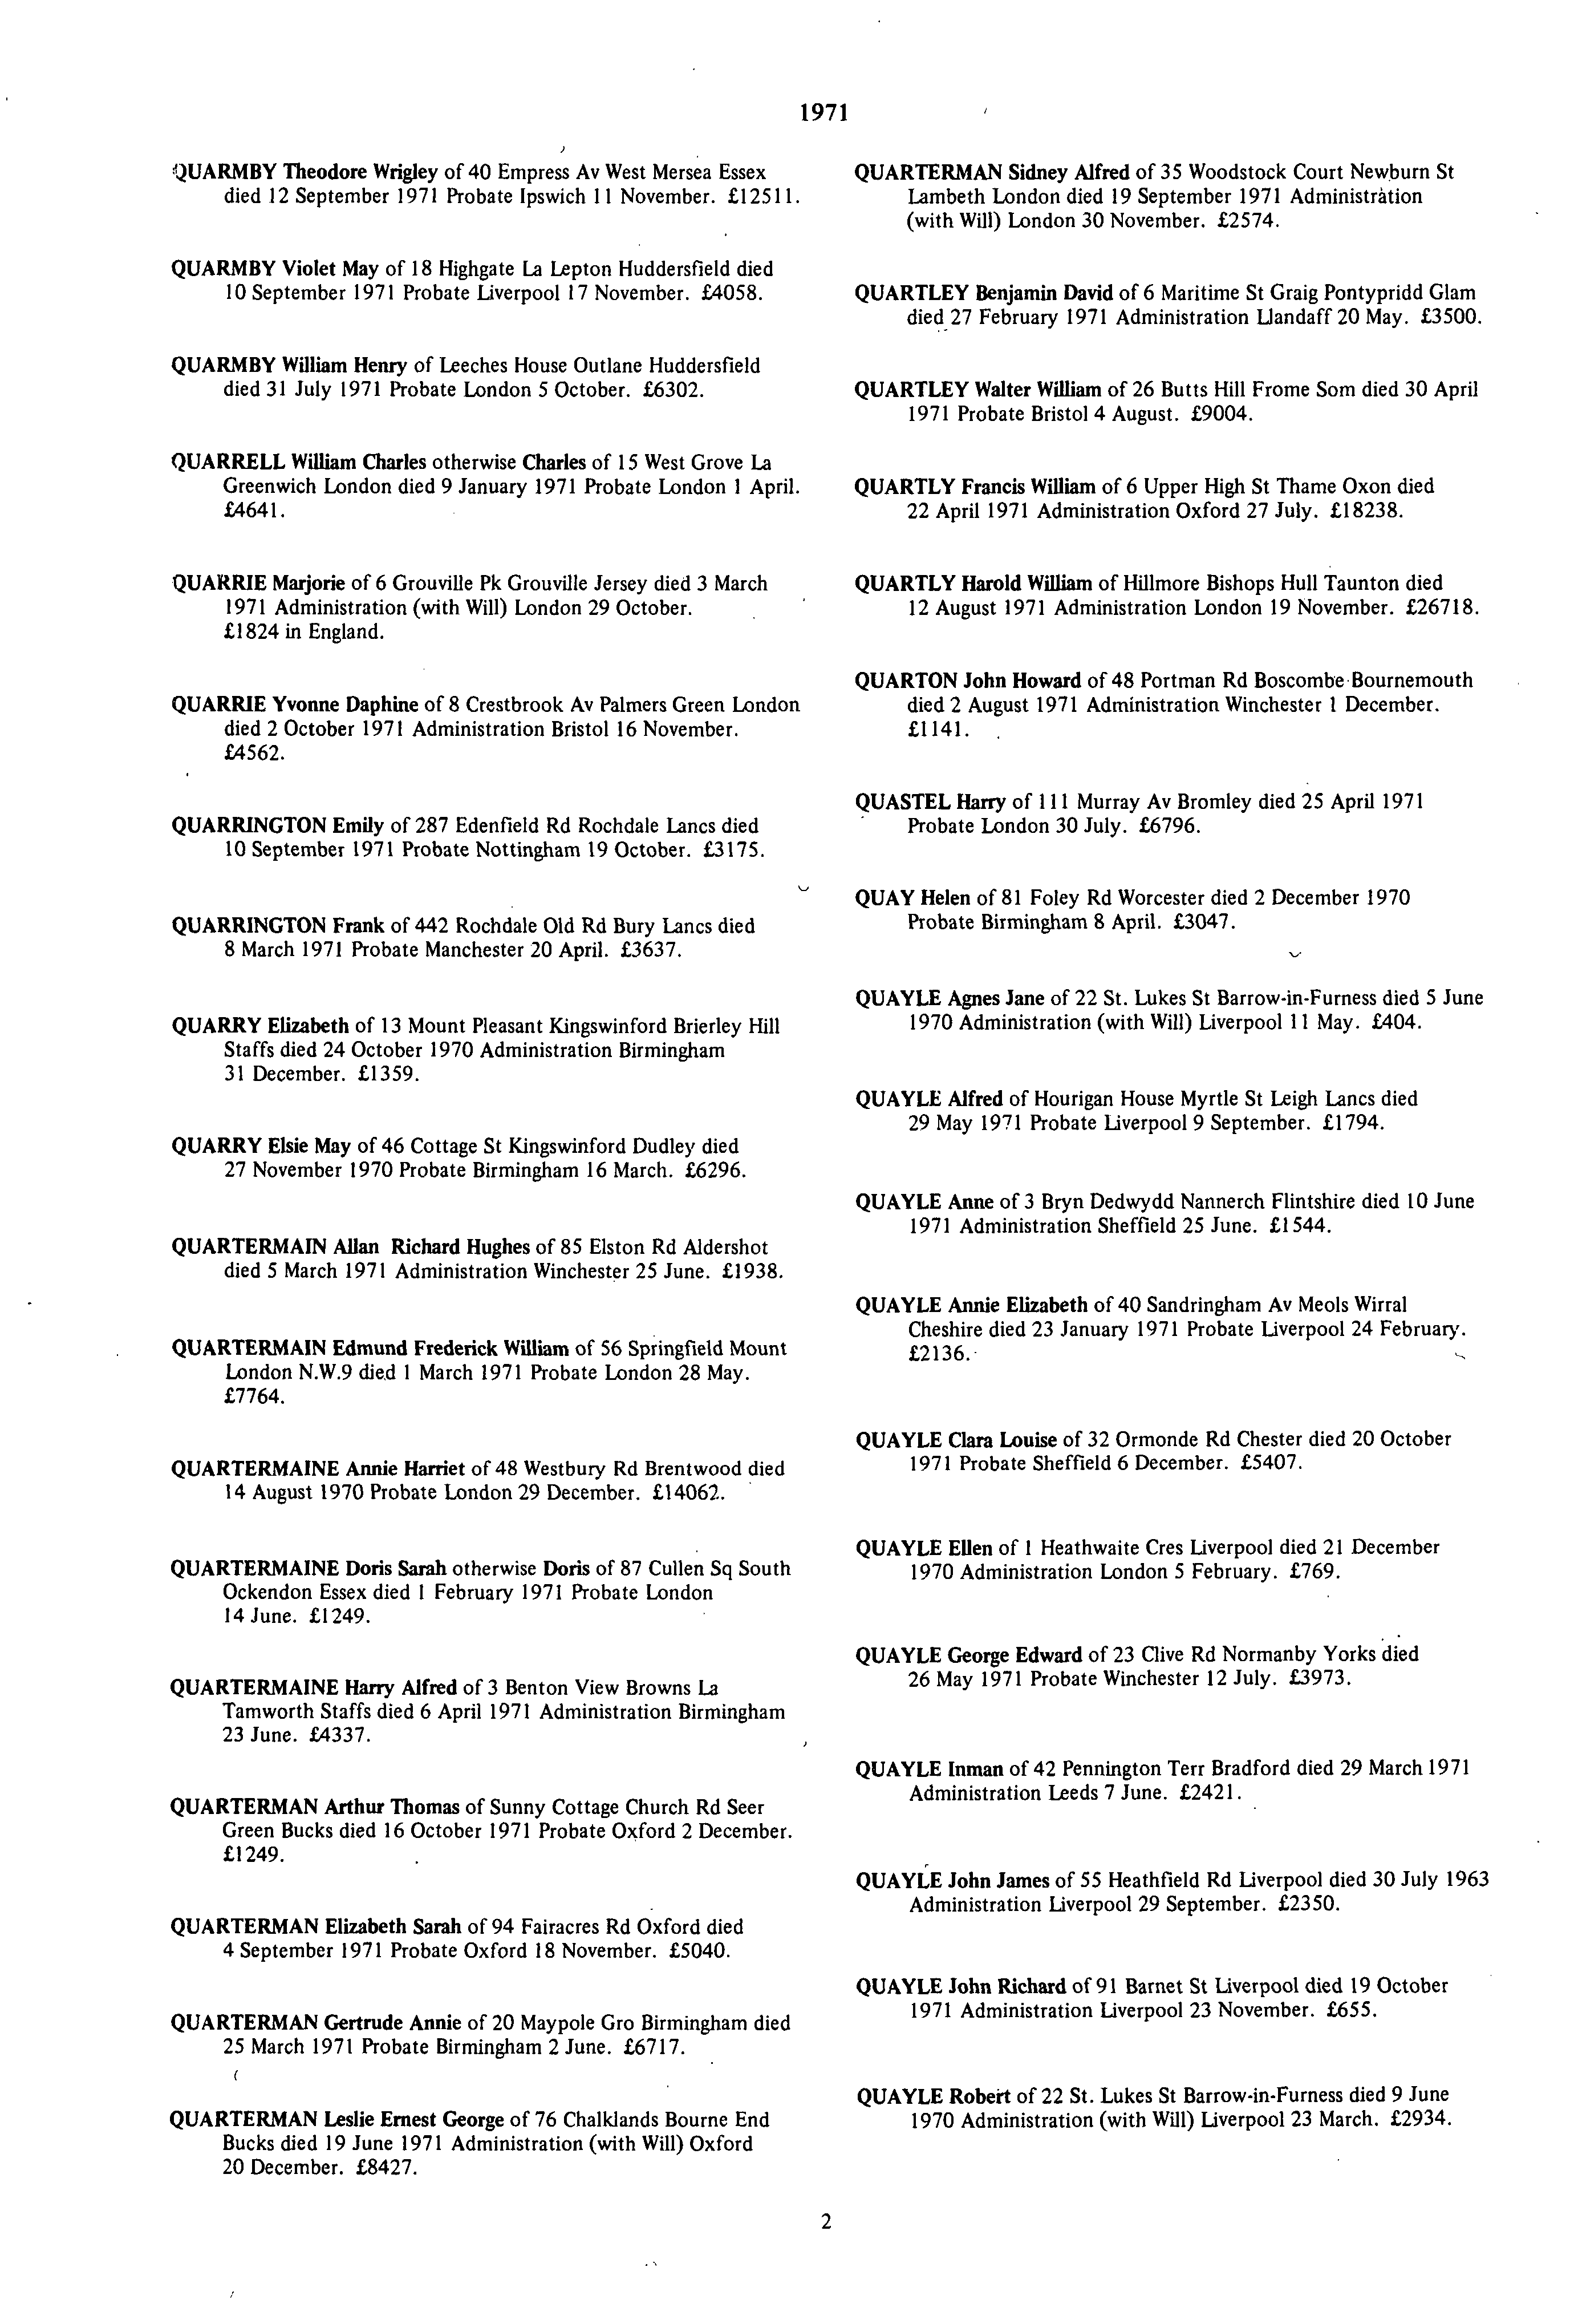 1971
QUARMBY Theodore Wrigley of 40 Empress Av West Mersea Essex
died 12 September 1971 Probate Ipswich 11 November. £12511.
QUARMBY Violet May of 18 Highgate La Lepton Huddersfield died
10 September 1971 Probate Liverpool 17 November. £4058.
QUARMBY William Henry of Leeches House Outlane Huddersfield
died 31 July 1971 Probate London 5 October. £6302.
QUARRELL William Charles otherwise Charles of 15 West Grove La
Greenwich London died 9 January 1971 Probate London 1 April.
£4641.
QUARRIE Marjorie of 6 Grouville Pk Grouville Jersey died 3 March
1971 Administration (with Will) London 29 October.
£1824 in England.
QUARRIE Yvonne Daphine of 8 Crestbrook Av Palmers Green London
died 2 October 1971 Administration Bristol 16 November.
£4562.
QUARRINGTON Emily of 287 Edenfield Rd Rochdale Lancs died
10 September 1971 Probate Nottingham 19 October. £3175.
QUARRINGTON Frank of 442 Rochdale Old Rd Bury Lancs died
8 March 1971 Probate Manchester 20 April. £3637.
QUARRY Elizabeth of 13 Mount Pleasant Kingswinford Brierley Hill
Staffs died 24 October 1970 Administration Birmingham
31 December. £1359.
QUARRY Elsie May of 46 Cottage St Kingswinford Dudley died
27 November 1970 Probate Birmingham 16 March. £6296.
QUARTERMAIN Allan Richard Hughes of 85 Elston Rd Aldershot
died 5 March 1971 Administration Winchester 25 June. £1938.
QUARTERMAIN Edmund Frederick William of 56 Springfield Mount
London N.W.9 died 1 March 1971 Probate London 28 May.
£7764.
QUARTERMAINE Annie Harriet of 48 Westbury Rd Brentwood died
14 August 1970 Probate London 29 December. £14062.
QUARTERMAINE Doris Sarah otherwise Doris of 87 Cullen Sq South
Ockendon Essex died 1 February 1971 Probate London
14 June. £1249.
QUARTERMAINE Harry Alfred of 3 Benton View Browns La
Tamworth Staffs died 6 April 1971 Administration Birmingham
23 June. £4337.
QUARTERMAN Arthur Thomas of Sunny Cottage Church Rd Seer
Green Bucks died 16 October 1971 Probate Oxford 2 December.
£1249.
QUARTERMAN Elizabeth Sarah of 94 Fairacres Rd Oxford died
4 September 1971 Probate Oxford 18 November. £5040.
QUARTERMAN Gertrude Annie of 20 Maypole Gro Birmingham died
25 March 1971 Probate Birmingham 2 June. £6717.
QUARTERMAN Leslie Ernest George of 76 Chalklands Bourne End
Bucks died 19 June 1971 Administration (with Will) Oxford
20 December. £8427.
QUARTERMAN Sidney Alfred of 35 Woodstock Court Newburn St
Lambeth London died 19 September 1971 Administration
(with Will) London 30 November. £2574.
QUARTLEY Benjamin David of 6 Maritime St Graig Pontypridd Glam
died 27 February 1971 Administration Llandaff 20 May. £3500.
QUARTLEY Walter William of 26 Butts Hill Frome Som died 30 April
1971 Probate Bristol 4 August. £9004.
QUARTLY Francis William of 6 Upper High St Thame Oxon died
22 April 1971 Administration Oxford 27 July. £18238.
QUARTLY Harold William of Hillmore Bishops Hull Taunton died
12 August 1971 Administration London 19 November. £26718.
QUARTON John Howard of 48 Portman Rd Boscombe Bournemouth
died 2 August 1971 Administration Winchester 1 December.
£1141.
QUASTEL Harry of 111 Murray Av Bromley died 25 April 1971
Probate London 30 July. £6796.
QUAY Helen of 81 Foley Rd Worcester died 2 December 1970
Probate Birmingham 8 April. £3047.
QUAYLE Agnes Jane of 22 St. Lukes St Barrow-in-Furness died 5 June
1970 Administration (with Will) Liverpool 11 May. £404.
QUAYLE Alfred of Hourigan House Myrtle St Leigh Lancs died
29 May 1971 Probate Liverpool 9 September. £1794.
QUAYLE Anne of 3 Bryn Dedwydd Nannerch Flintshire died 10 June
1971 Administration Sheffield 25 June. £1544.
QUAYLE Annie Elizabeth of 40 Sandringham Av Meols Wirral
Cheshire died 23 January 1971 Probate Liverpool 24 February.
£2136.
QUAYLE Clara Louise of 32 Ormonde Rd Chester died 20 October
1971 Probate Sheffield 6 December. £5407.
QUAYLE Ellen of 1 Heathwaite Cres Liverpool died 21 December
1970 Administration London 5 February. £769.
QUAYLE George Edward of 23 Clive Rd Normanby Yorks died
26 May 1971 Probate Winchester 12 July. £3973.
QUAYLE Inman of 42 Pennington Terr Bradford died 29 March 1971
Administration Leeds 7 June. £2421.
QUAYLE John James of 55 Heathfield Rd Liverpool died 30 July 1963
Administration Liverpool 29 September. £2350.
QUAYLE John Richard of 91 Barnet St Liverpool died 19 October
1971 Administration Liverpool 23 November. £655.
QUAYLE Robert of 22 St. Lukes St Barrow-in-Furness died 9 June
1970 Administration (with Will) Liverpool 23 March. £2934.
2